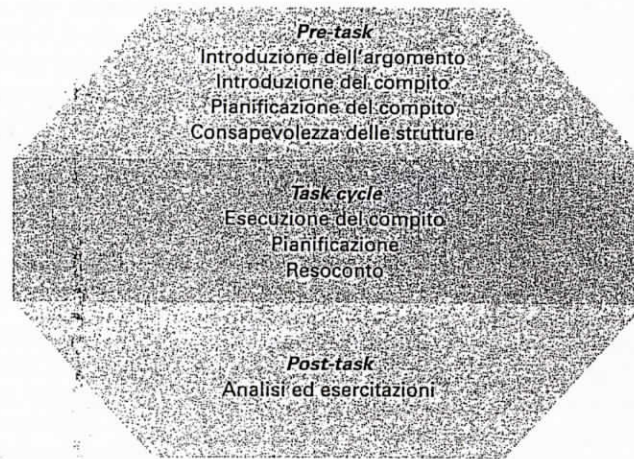 Pre-task
Introduzione dell'argomento
Introduzione del compito
Pianificazione del compito
Consapevolezza delle strutture
Task cycle
Esecuzione del compito
Pianificazione
Resoconto
Post-task
Analisi ed esercitazioni